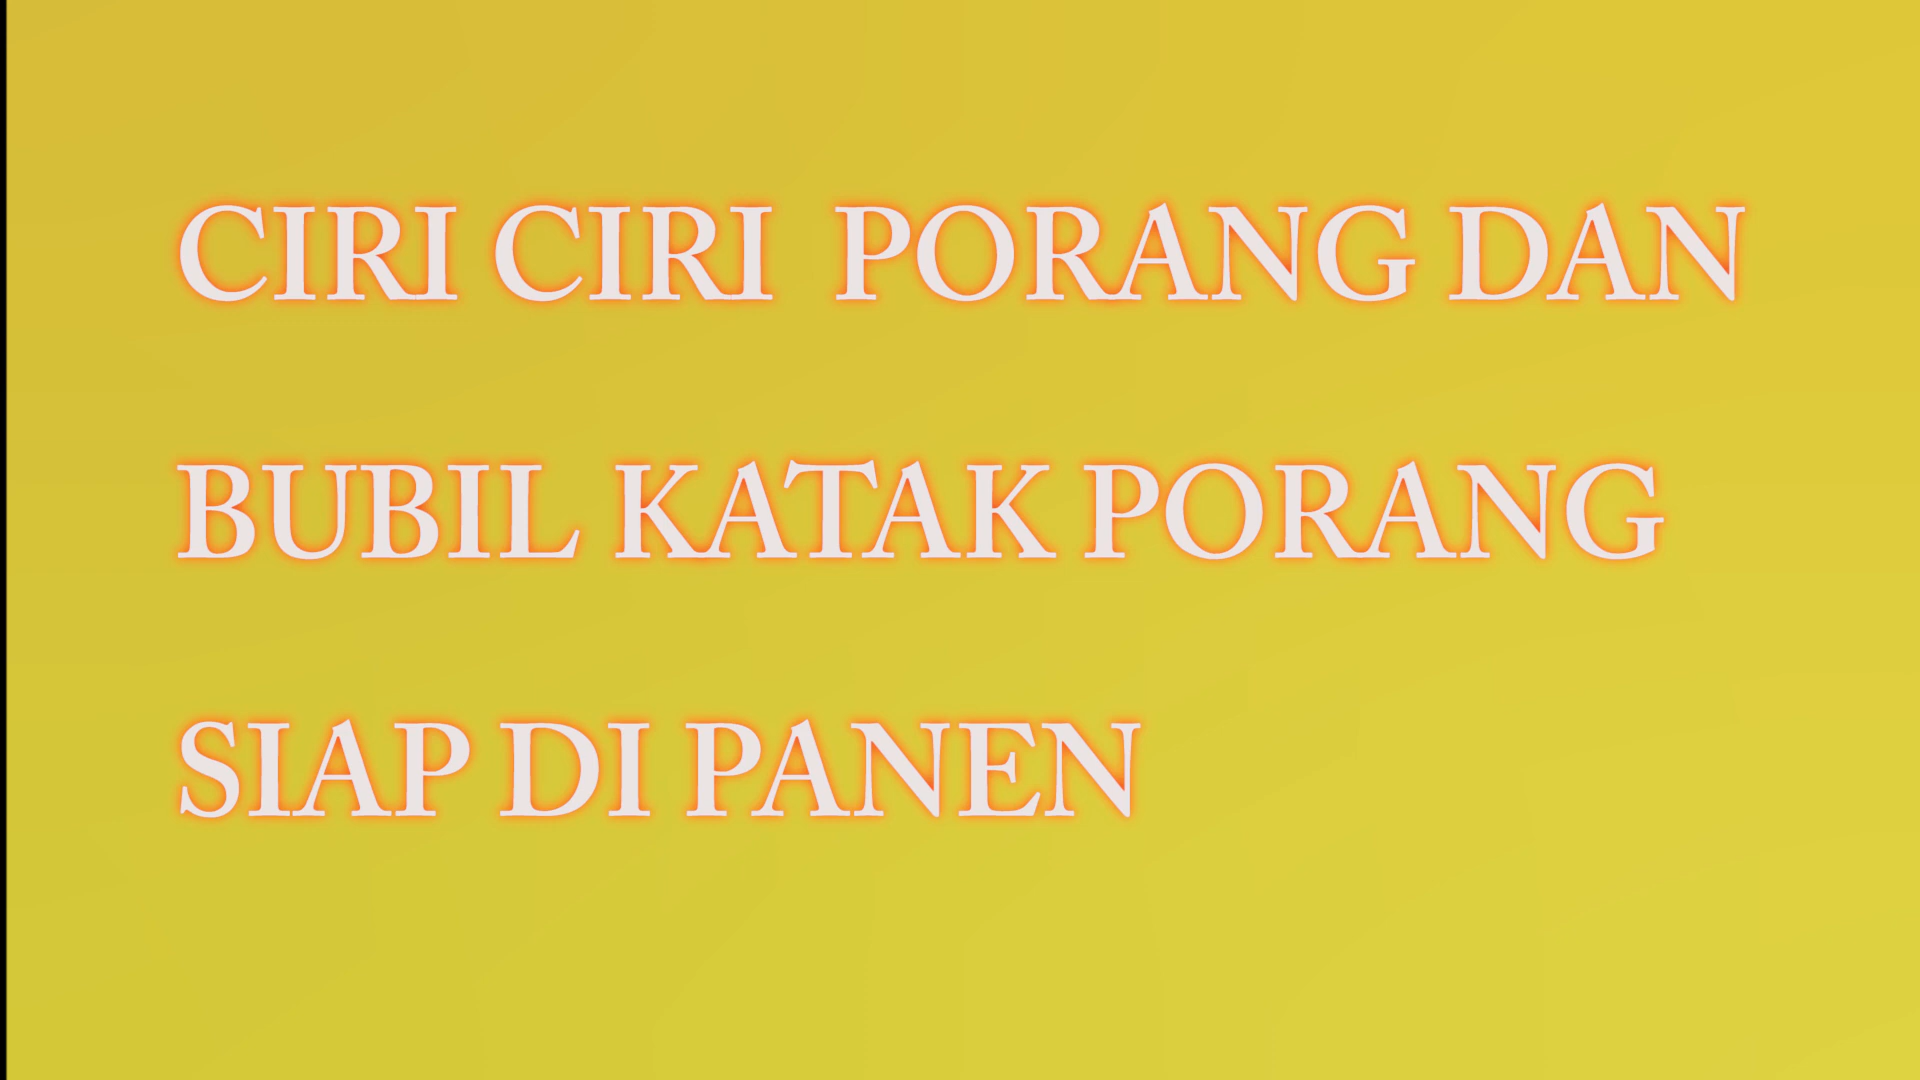 CIRI CIRI  PORANG DAN
BUBIL KATAK PORANG
SIAP DI PANEN